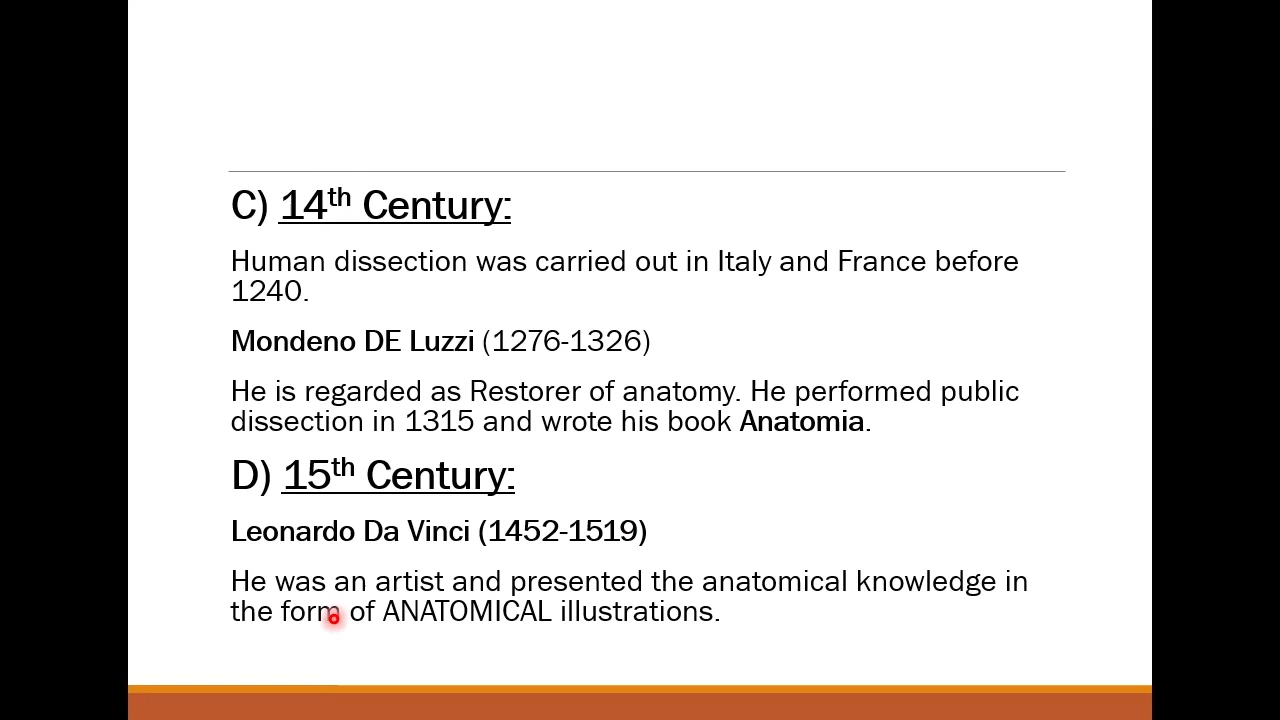 C) 14th Century:
Human dissection was carried out in Italy and France before
1240.
Mondeno DE Luzzi (1276-1326)
He is regarded as Restorer of anatomy. He performed public
dissection in 1315 and wrote his book Anatomia.
D) 15th Century:
Leonardo Da Vinci (1452-1519)
He was an artist and presented the anatomical knowledge in
the form of ANATOMICAL illustrations.